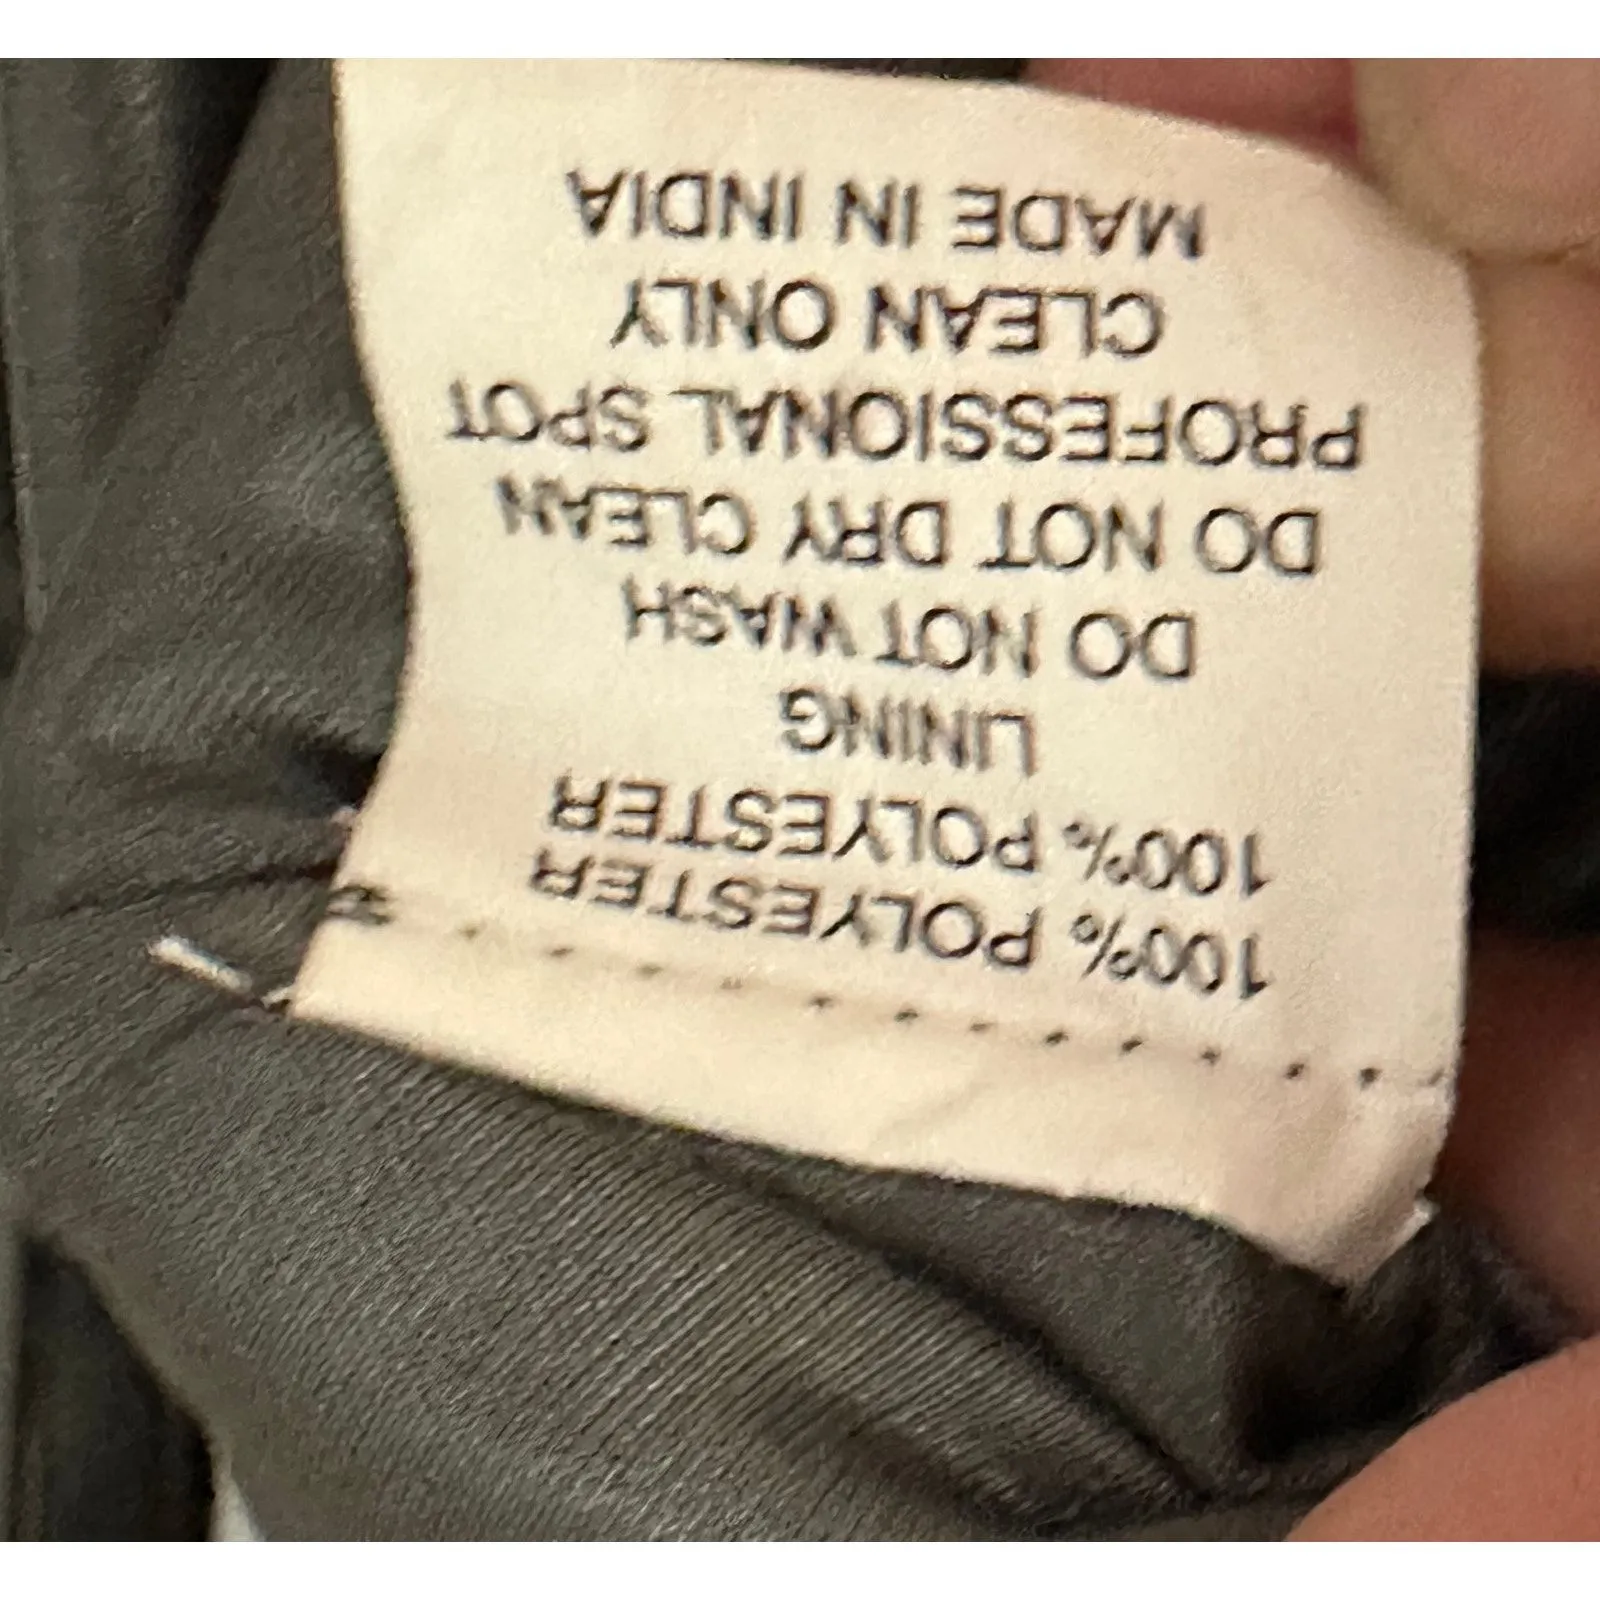 100% POLYESTER
100% POLYESTER
LINING
DO NOT WASH
DO NOT DRY CLEAN
PROFESSIONAL SPOT
CLEAN ONLY
MADE IN INDIA